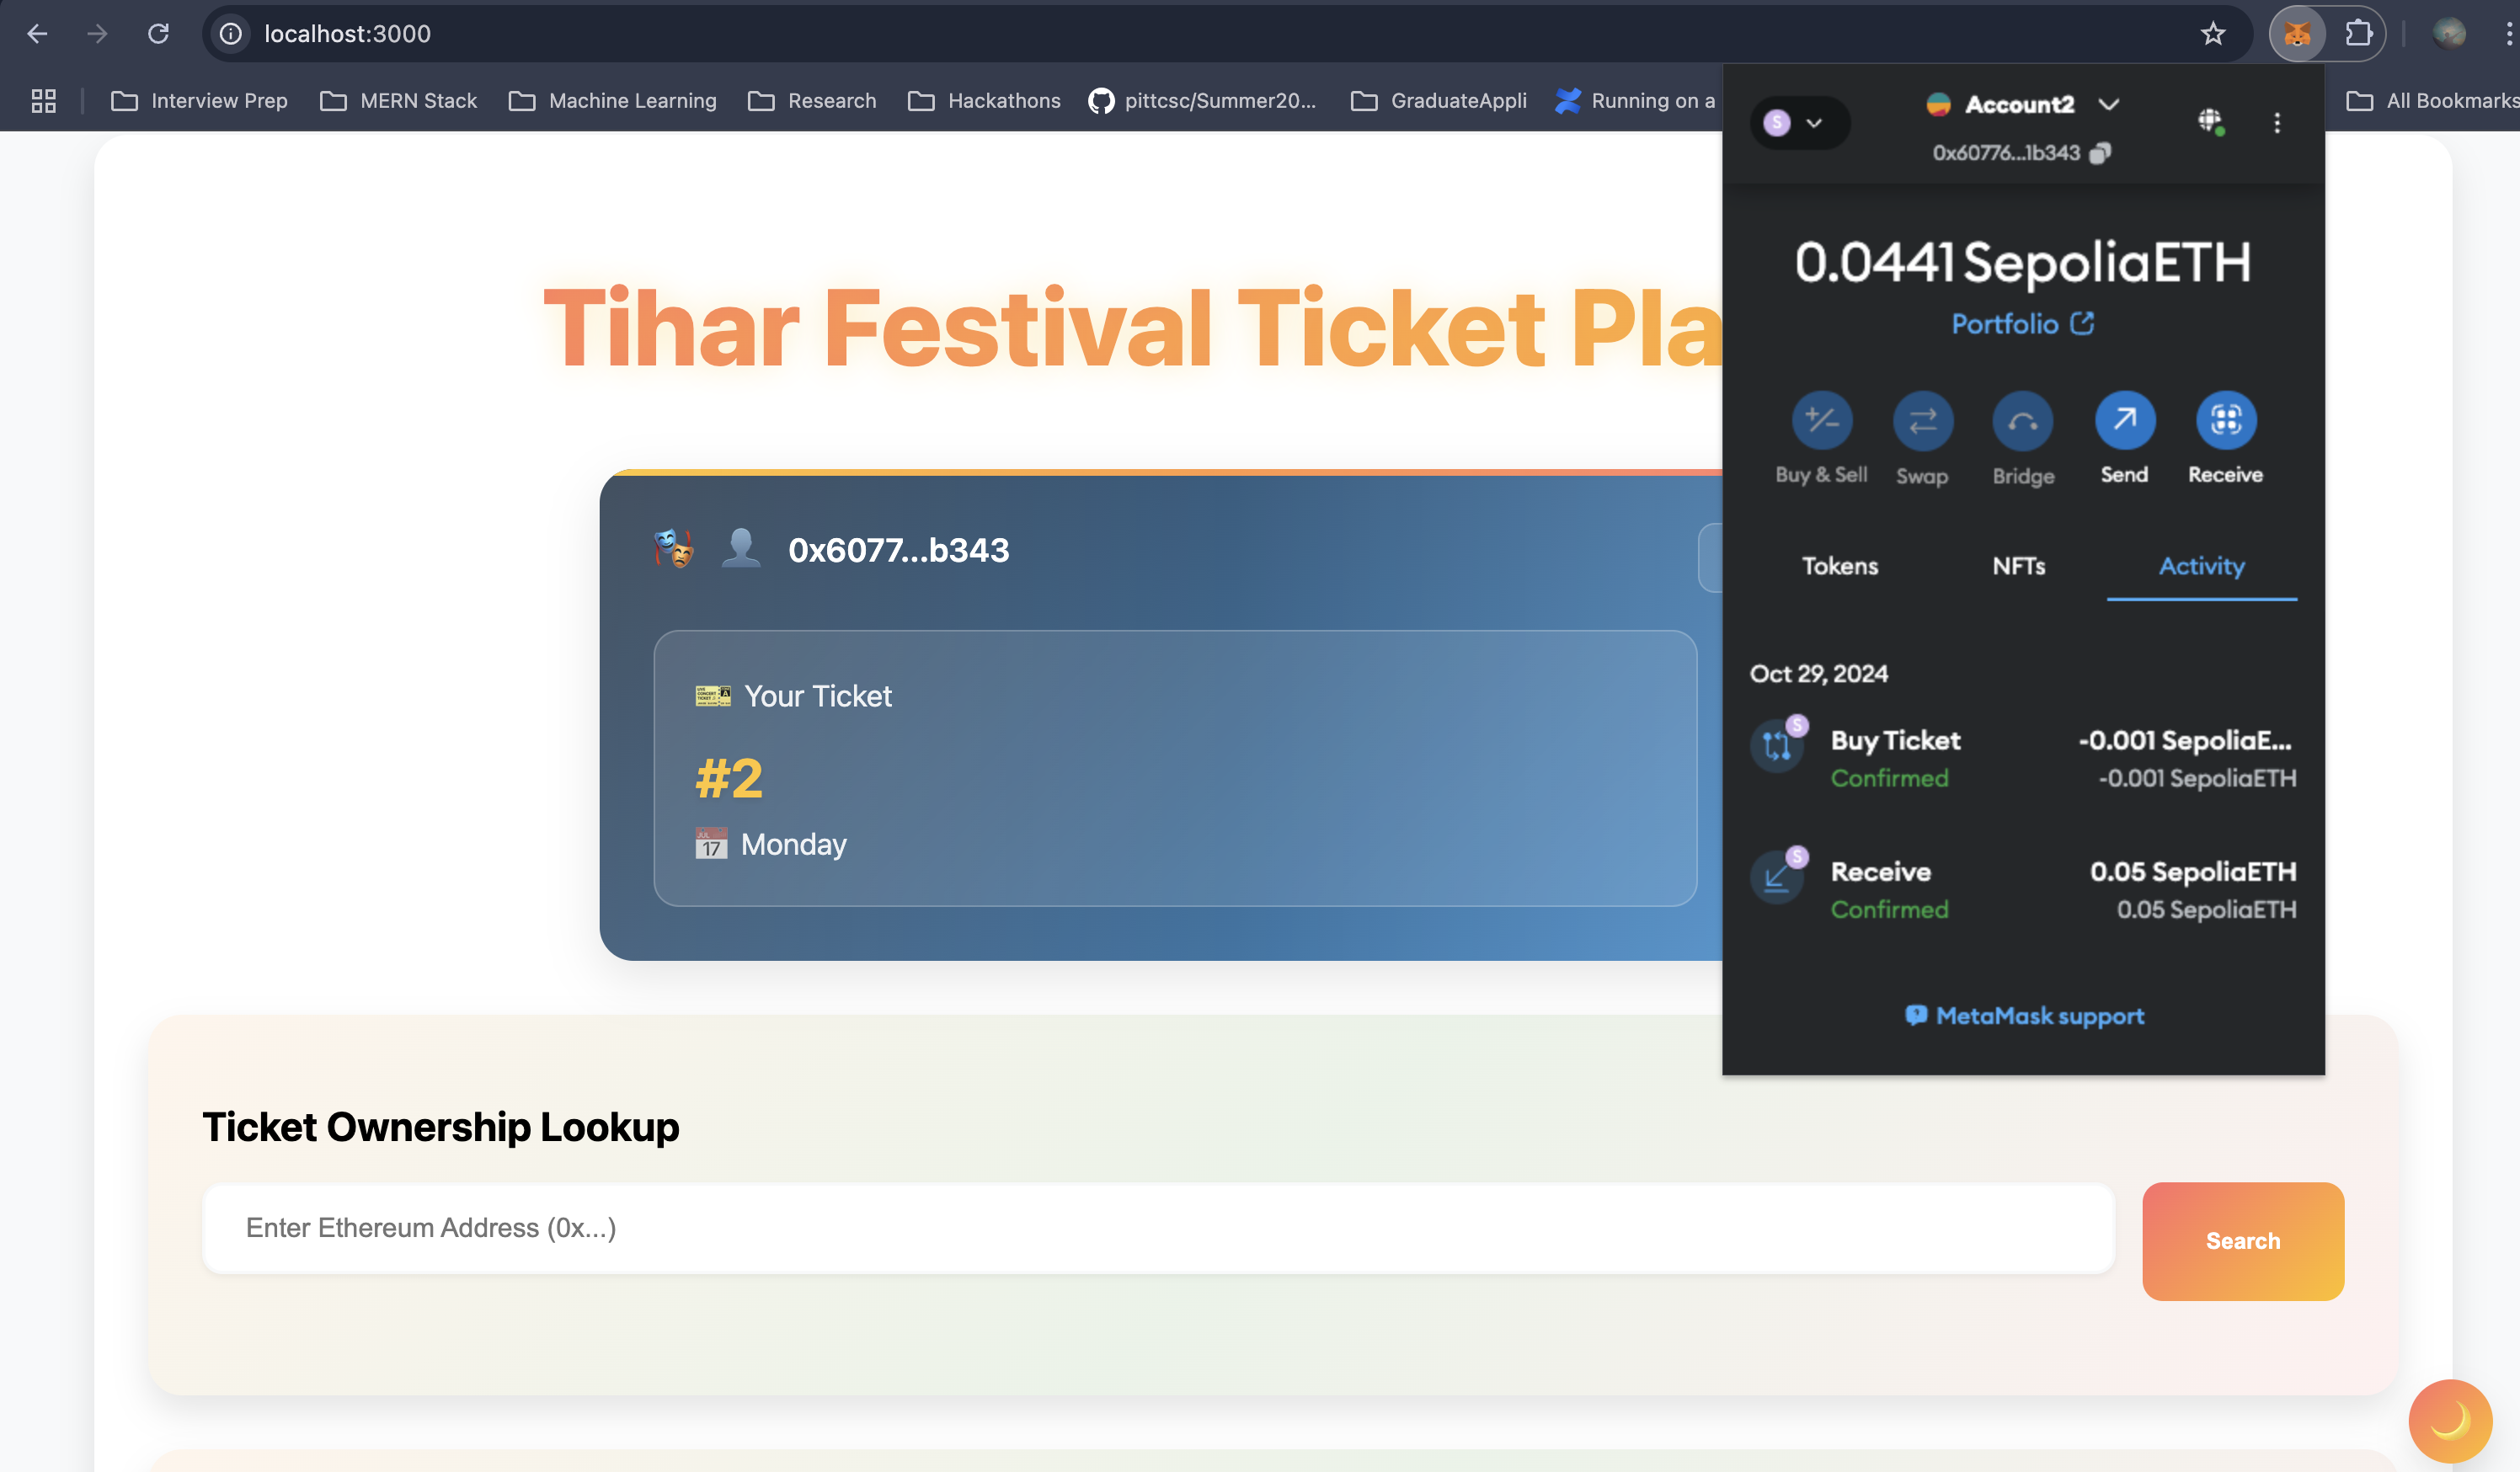 localhost:3000
Interview Prep
MERN Stack
Machine Learning
Research
Hackathons
pittcsc/Summer20...
GraduateAppli
Running on a
All Bookmarks
Tihar Festival Ticket Pla
0x6077...b343
Your Ticket
#2
Monday
Ticket Ownership Lookup
Enter Ethereum Address (0x...)
Search
S
Account2
0x60776...1b343
0.0441 SepoliaETH
Portfolio
Buy & Sell
Swap
Bridge
Send
Receive
Tokens
NFTs
Activity
Oct 29, 2024
S
Buy Ticket
-0.001 SepoliaE...
Confirmed
-0.001 SepoliaETH
S
Receive
0.05 SepoliaETH
Confirmed
0.05 SepoliaETH
MetaMask support